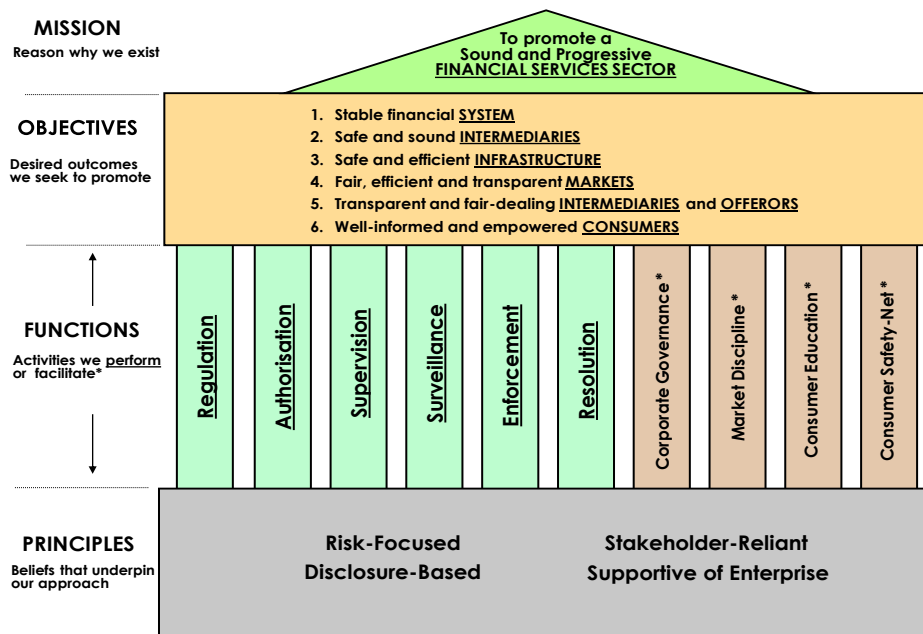 MISSION
Reason why we exist
To promote a
Sound and Progressive
FINANCIAL SERVICES SECTOR
OBJECTIVES
Desired outcomes
we seek to promote
1. Stable financial SYSTEM
2. Safe and sound INTERMEDIARIES
3. Safe and efficient INFRASTRUCTURE
4. Fair, efficient and transparent MARKETS
5. Transparent and fair-dealing INTERMEDIARIES and OFFERORS
6. Well-informed and empowered CONSUMERS
FUNCTIONS
Activities we perform
or facilitate*
Regulation
Authorisation
Supervision
Surveillance
Enforcement
Resolution
Corporate Governance*
Market Discipline*
Consumer Education*
Consumer Safety-Net*
PRINCIPLES
Beliefs that underpin
our approach
Risk-Focused
Disclosure-Based
Stakeholder-Reliant
Supportive of Enterprise